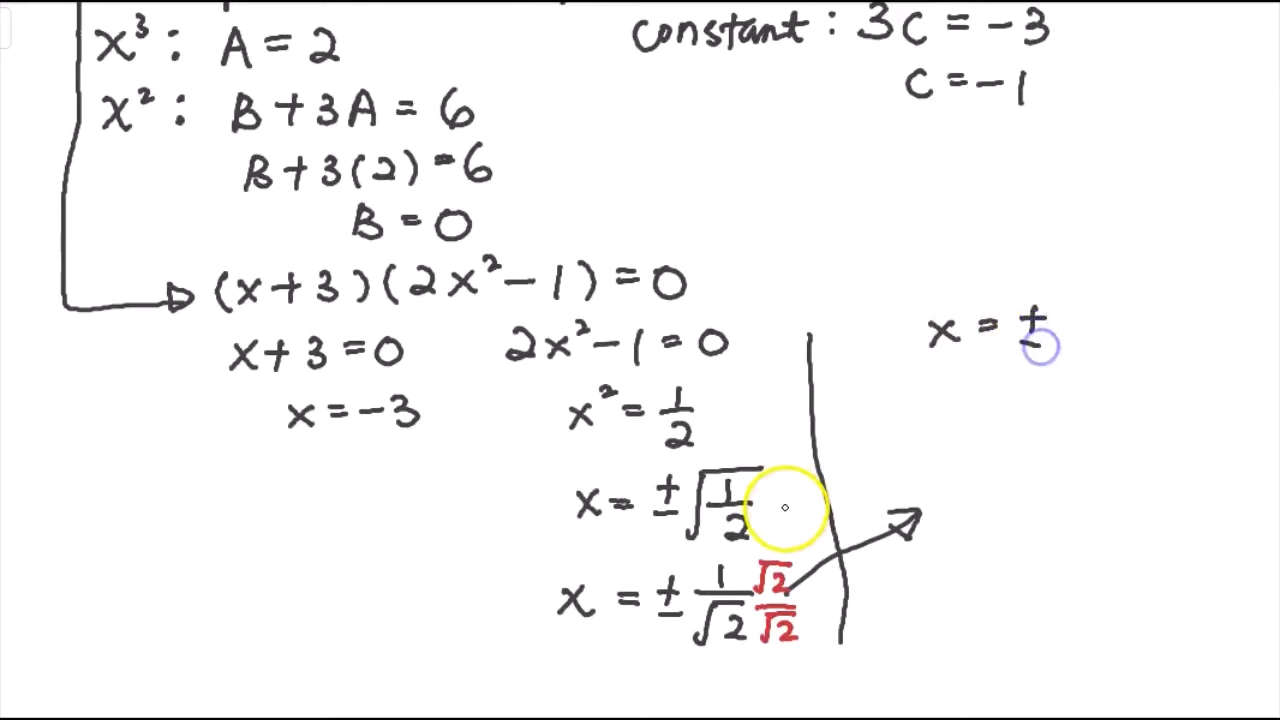 x³ : A = 2
x² : B + 3A = 6
B + 3(2) = 6
B = 0
constant : 3C = -3
C = -1
(x + 3)(2x² - 1) = 0
x + 3 = 0
x = -3
2x² - 1 = 0
x² = 1/2
x = ± √(1/2)
x = ± 1/√2 √2/√2
x = ±